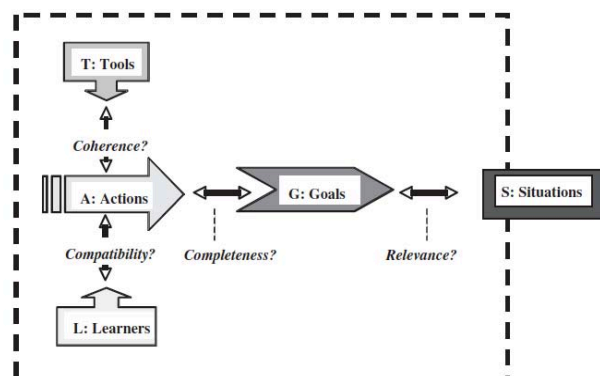 T: Tools
Coherence?
A: Actions
G: Goals
S: Situations
Compatibility?
Completeness?
Relevance?
L: Learners